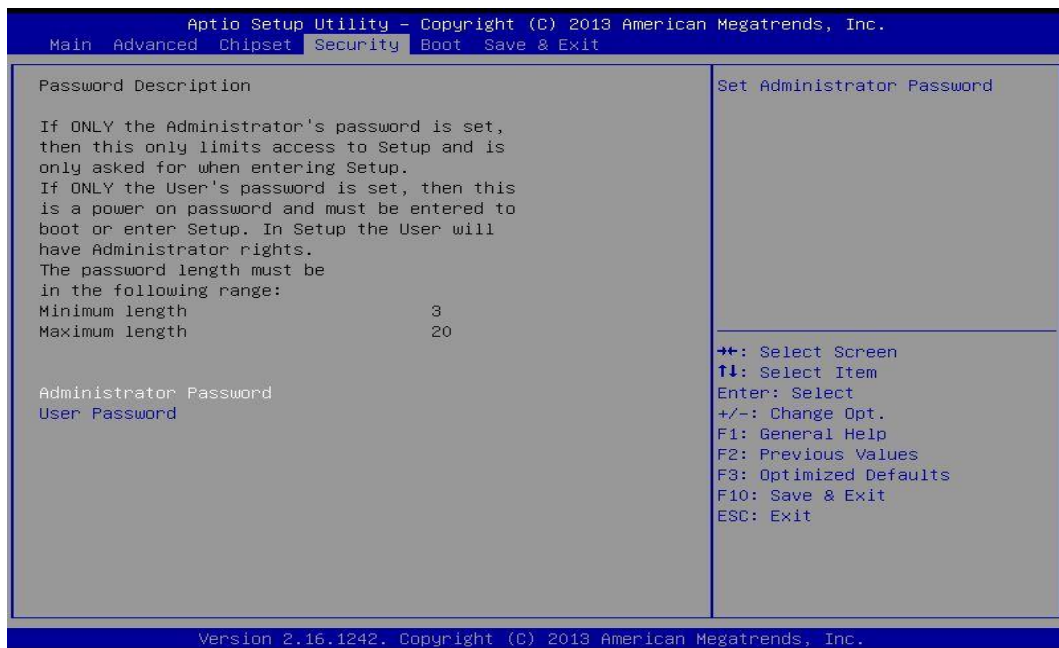 Aptio Setup Utility – Copyright (C) 2013 American Megatrends, Inc.
Main Advanced Chipset Security Boot Save & Exit
Password Description
If ONLY the Administrator's password is set,
then this only limits access to Setup and is
only asked for when entering Setup.
If ONLY the User's password is set, then this
is a power on password and must be entered to
boot or enter Setup. In Setup the User will
have Administrator rights.
The password length must be
in the following range:
Minimum length 3
Maximum length 20
Administrator Password
User Password
Set Administrator Password
→←: Select Screen
↑↓: Select Item
Enter: Select
+/-: Change Opt.
F1: General Help
F2: Previous Values
F3: Optimized Defaults
F10: Save & Exit
ESC: Exit
Version 2.16.1242. Copyright (C) 2013 American Megatrends, Inc.